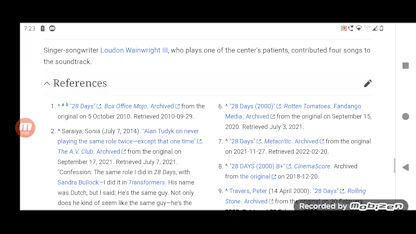 7:23
Singer-songwriter Loudon Wainwright III, who plays one of the center's patients, contributed four songs to
the soundtrack.
References
1. ^ a b "28 Days". Box Office Mojo. Archived from the
original on 5 October 2010. Retrieved 2010-09-29.
2. ^ Saraiya, Sonia (July 7, 2014). "Alan Tudyk on never
playing the same role twice—except that one time".
The A.V. Club. Archived from the original on
September 17, 2021. Retrieved July 7, 2021.
"Confession: The same role I did in 28 Days, with
Sandra Bullock—I did it in Transformers. His name
was Dutch, but I said: He's the same guy. Not only
does he kind of seem like the same guy—he's the
6. ^ "28 Days (2000)". Rotten Tomatoes. Fandango
Media. Archived from the original on September 15,
2020. Retrieved July 3, 2021.
7. ^ "28 Days". Metacritic. Archived from the original
on 2021-11-27. Retrieved 2022-02-20.
8. ^ "28 DAYS (2000) B+". CinemaScore. Archived
from the original on 2018-12-20.
9. ^ Travers, Peter (14 April 2000). "28 Days". Rolling
Stone. Archived from the original on
Recorded by Mobizen